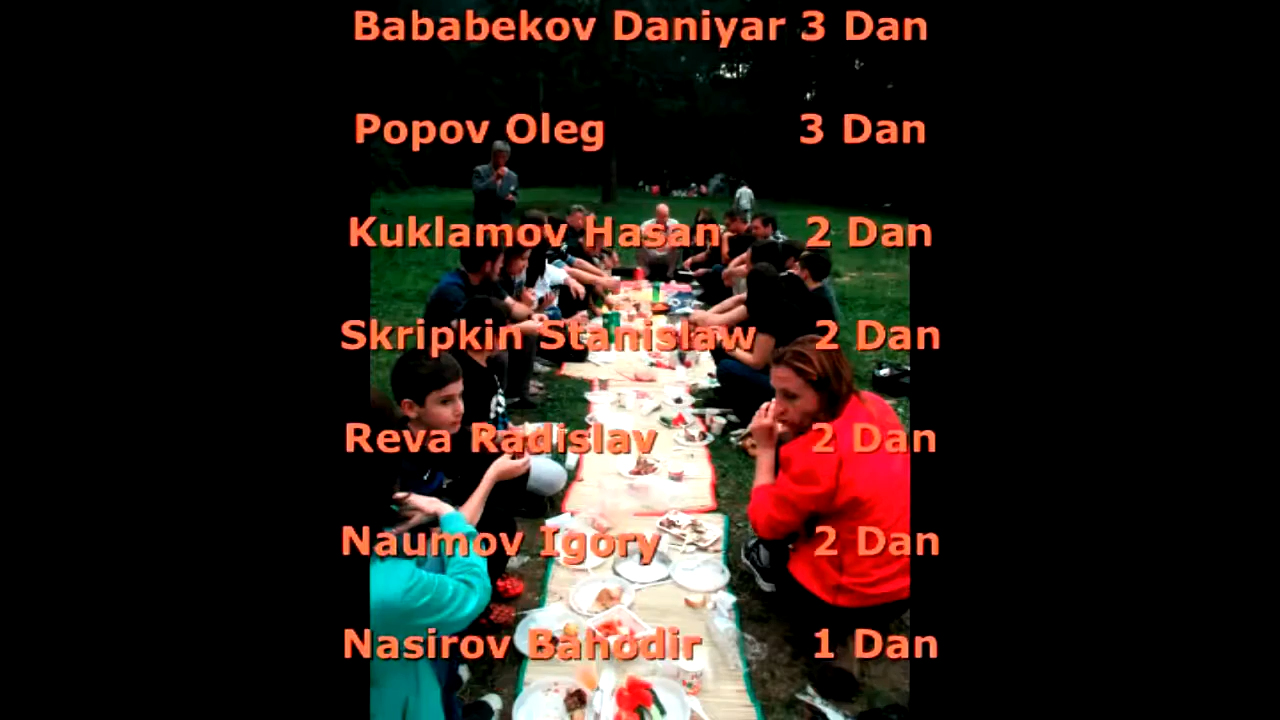 Bababekov Daniyar 3 Dan
Popov Oleg 3 Dan
Kuklamov Hasan 2 Dan
Skripkin Stanislaw 2 Dan
Reva Radislav 2 Dan
Naumov Igory 2 Dan
Nasirov Bahodir 1 Dan